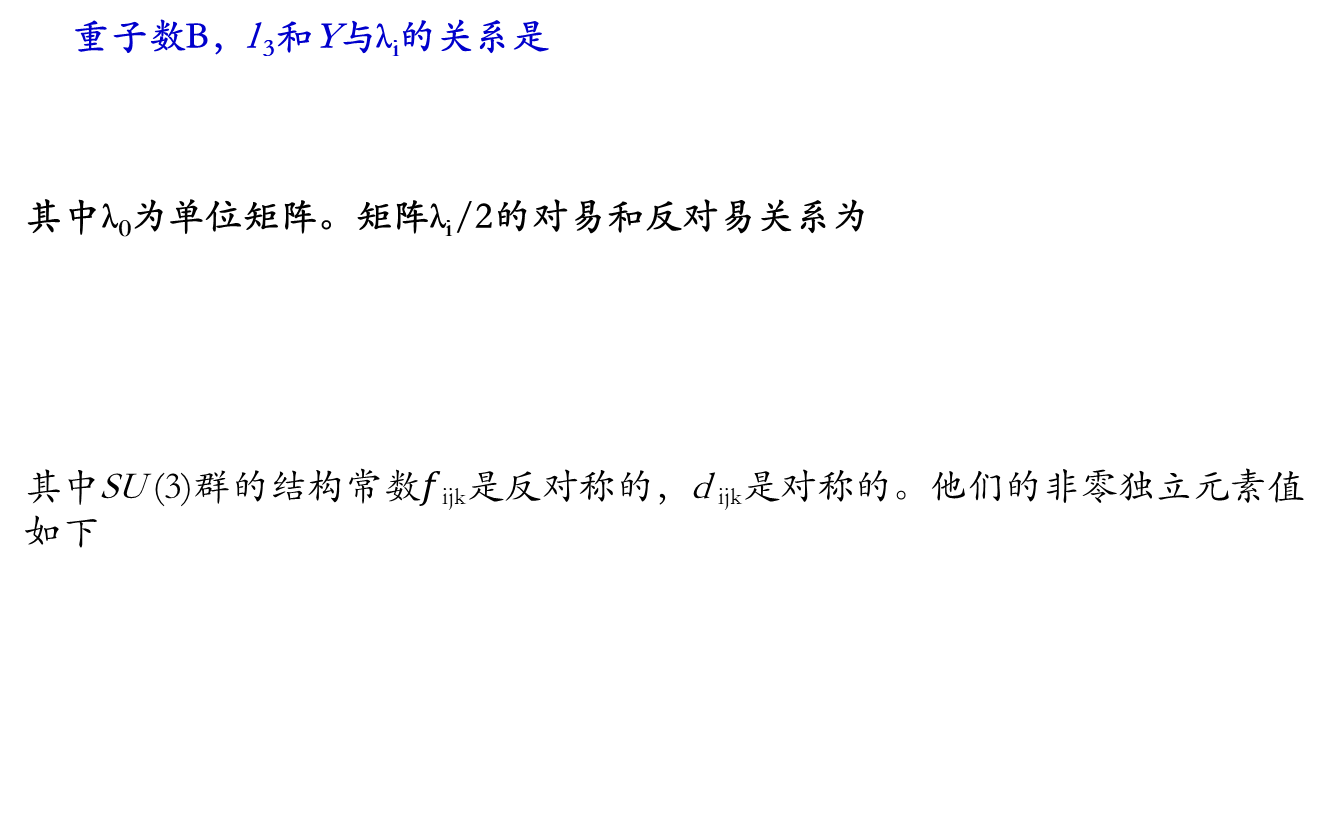 重子数B，I₃和Y与λᵢ的关系是
其中λ₀为单位矩阵。矩阵λᵢ/2的对易和反对易关系为
其中SU(3)群的结构常数f ᵢⱼₖ是反对称的，d ᵢⱼₖ是对称的。他们的非零独立元素值
如下